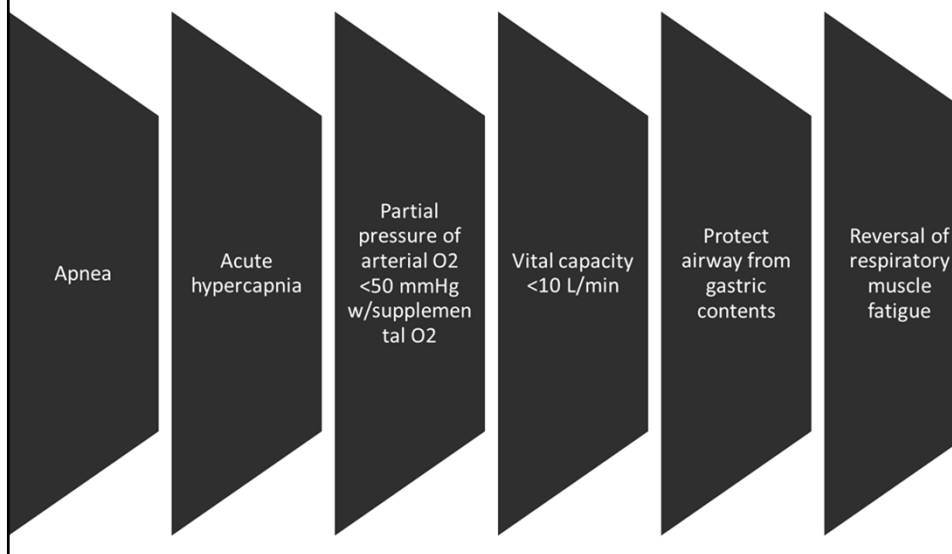 Apnea
Acute
hypercapnia
Partial
pressure of
arterial O2
<50 mmHg
w/supplemen
tal O2
Vital capacity
<10 L/min
Protect
airway from
gastric
contents
Reversal of
respiratory
muscle
fatigue